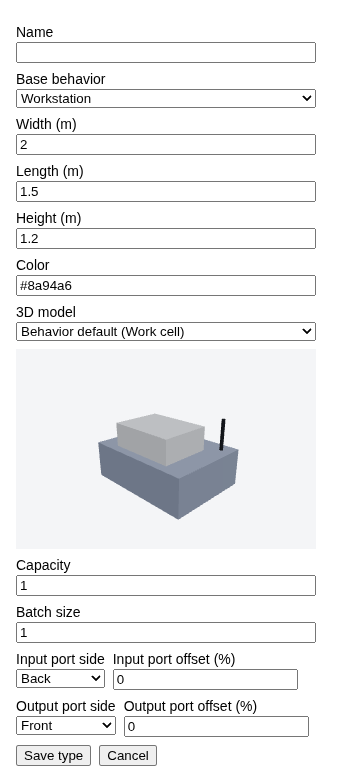 Name
Base behavior
Workstation
Width (m)
2
Length (m)
1.5
Height (m)
1.2
Color
#8a94a6
3D model
Behavior default (Work cell)
Capacity
1
Batch size
1
Input port side Input port offset (%)
Back 0
Output port side Output port offset (%)
Front 0
Save type Cancel